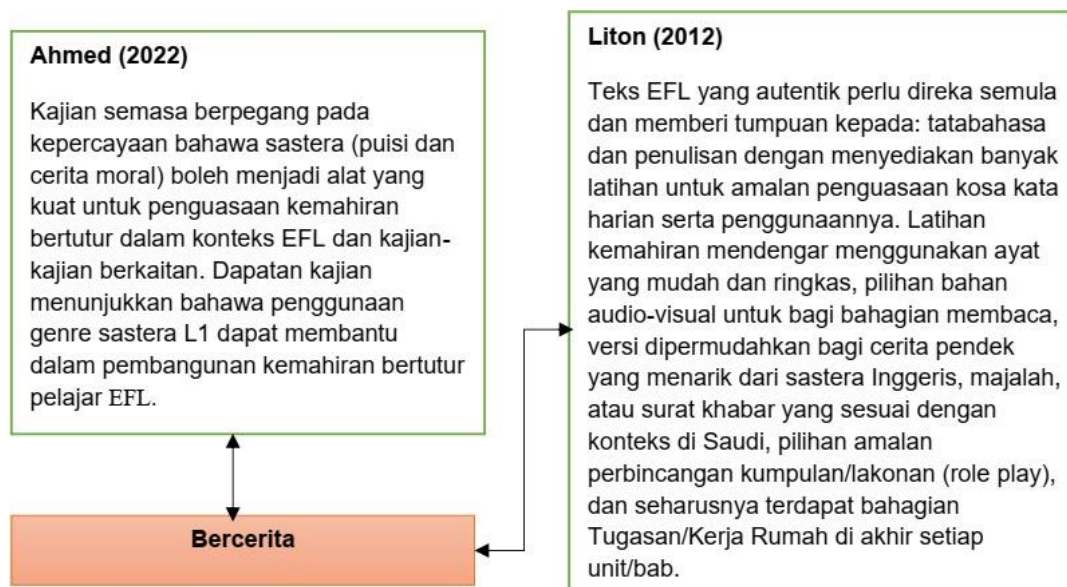 Ahmed (2022)
Kajian semasa berpegang pada
kepercayaan bahawa sastera (puisi dan
cerita moral) boleh menjadi alat yang
kuat untuk penguasaan kemahiran
bertutur dalam konteks EFL dan kajian-
kajian berkaitan. Dapatan kajian
menunjukkan bahawa penggunaan
genre sastera L1 dapat membantu
dalam pembangunan kemahiran bertutur
pelajar EFL.
Bercerita
Liton (2012)
Teks EFL yang autentik perlu direka semula
dan memberi tumpuan kepada: tatabahasa
dan penulisan dengan menyediakan banyak
latihan untuk amalan penguasaan kosa kata
harian serta penggunaannya. Latihan
kemahiran mendengar menggunakan ayat
yang mudah dan ringkas, pilihan bahan
audio-visual untuk bagi bahagian membaca,
versi dipermudahkan bagi cerita pendek
yang menarik dari sastera Inggeris, majalah,
atau surat khabar yang sesuai dengan
konteks di Saudi, pilihan amalan
perbincangan kumpulan/lakonan (role play),
dan seharusnya terdapat bahagian
Tugasan/Kerja Rumah di akhir setiap
unit/bab.